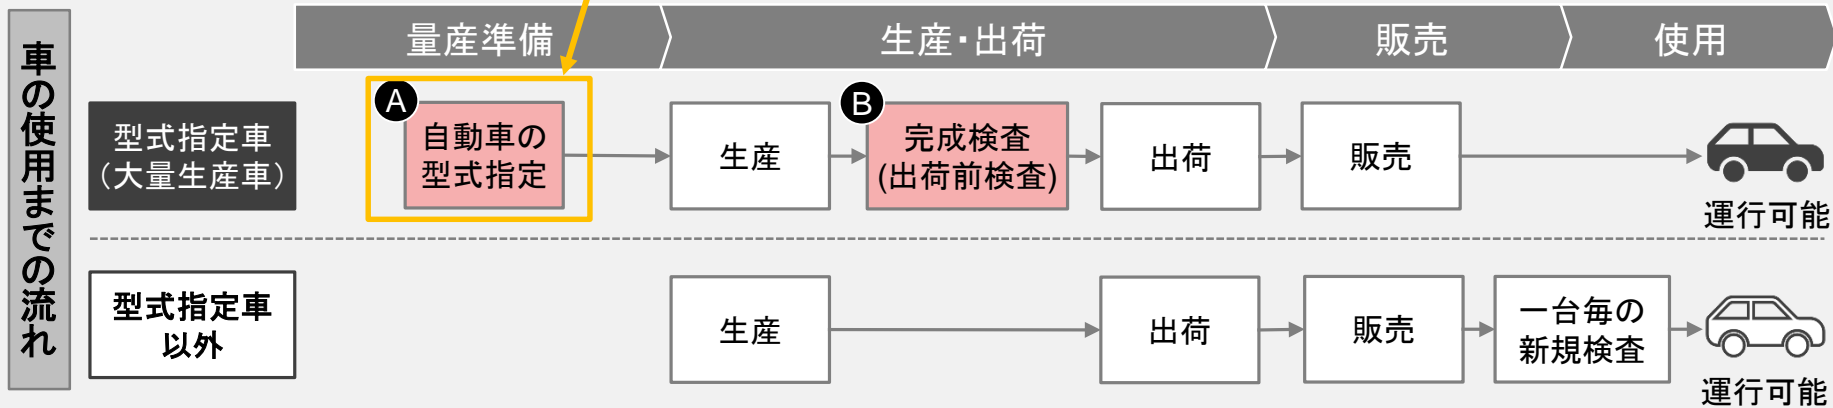 車の使用までの流れ
量産準備
生産・出荷
販売
使用
型式指定車
（大量生産車）
A
自動車の
型式指定
生産
B
完成検査
(出荷前検査)
出荷
販売
運行可能
型式指定車
以外
生産
出荷
販売
一台毎の
新規検査
運行可能